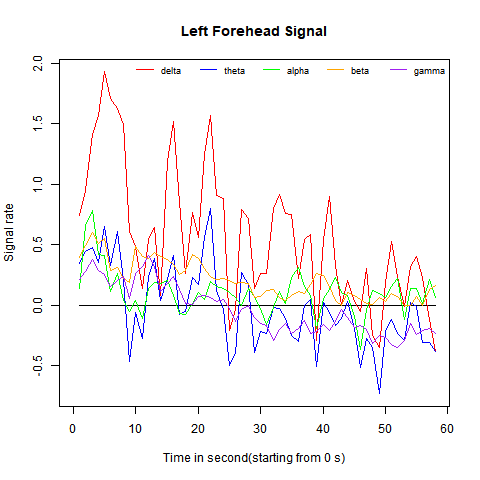 Left Forehead Signal
delta theta alpha beta gamma
2.0
1.5
1.0
0.5
0.0
-0.5
Signal rate
0 10 20 30 40 50 60
Time in second(starting from 0 s)